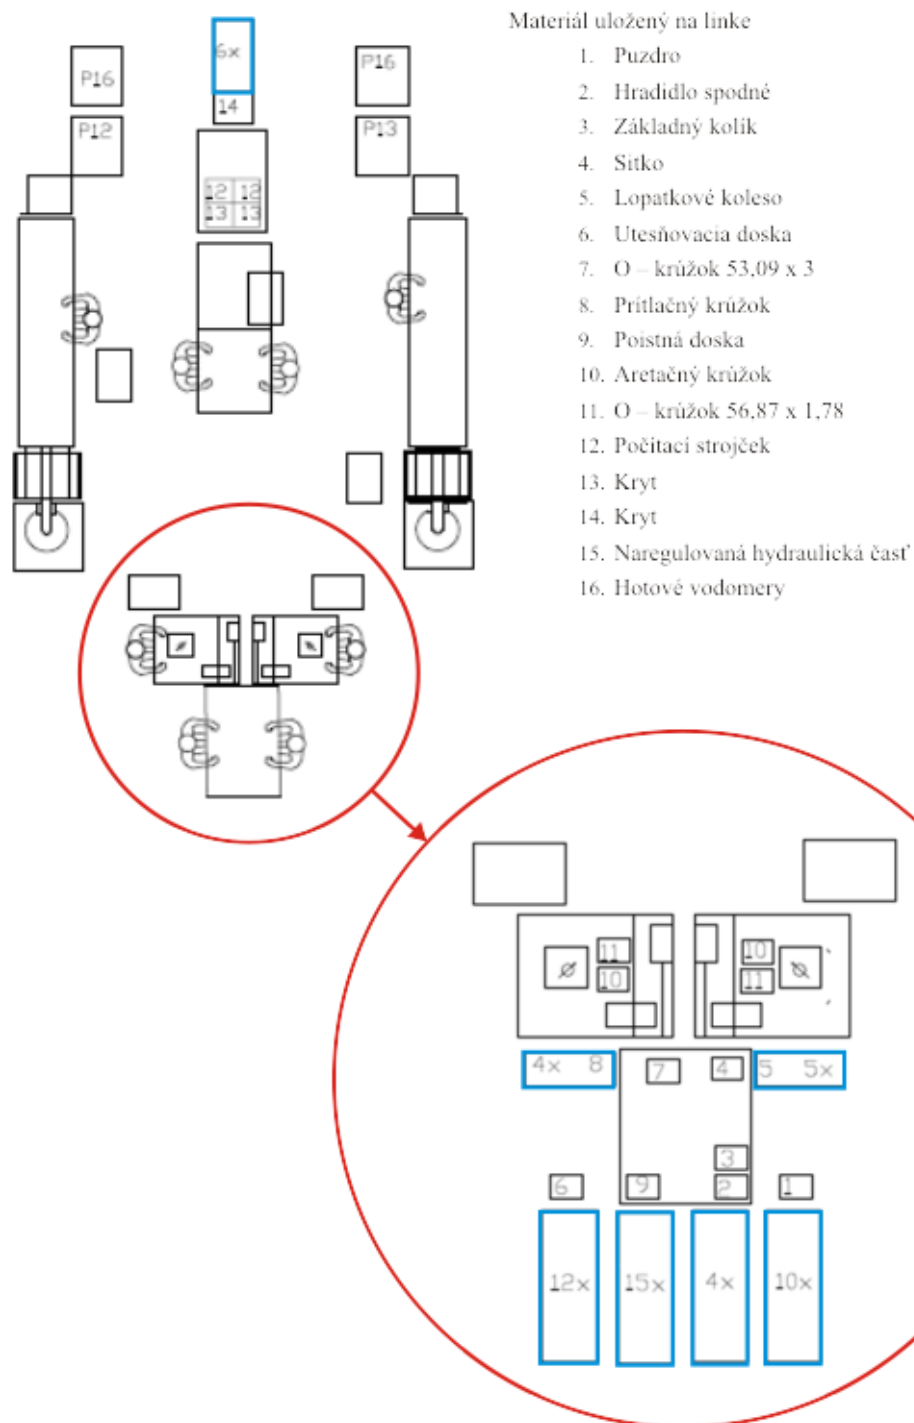 Materiál uložený na linke
1. Puzdro
2. Hradidlo spodné
3. Základný kolík
4. Sitko
5. Lopatkové koleso
6. Utesňovacia doska
7. O – krúžok 53,09 x 3
8. Prítlačný krúžok
9. Poistná doska
10. Aretačný krúžok
11. O – krúžok 56,87 x 1,78
12. Počítací strojček
13. Kryt
14. Kryt
15. Naregulovaná hydraulická časť
16. Hotové vodomery
6x
P16
P16
14
P12
P13
12 12
13 13
11
10
10
11
4x 8
7
4
5 5x
3
6
9
2
1
12x
15x
4x
10x